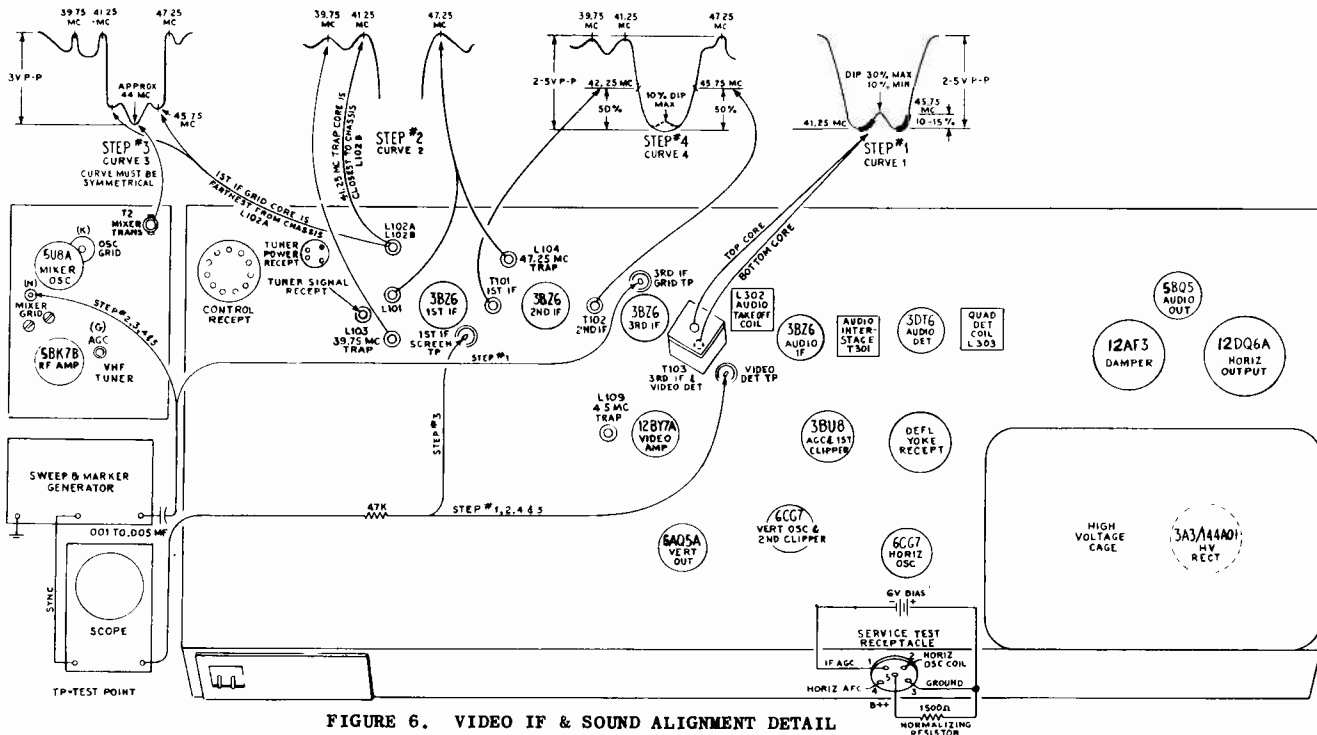 39.75 MC
41.25 MC
47.25 MC
3V P-P
APPROX 44 MC
45.75 MC
STEP #3
CURVE 3
CURVE MUST BE SYMMETRICAL
39.75 MC
41.25 MC
47.25 MC
STEP #2
CURVE 2
41.25 MC TRAP CORE IS CLOSEST TO CHASSIS L102B
1ST IF GRID CORE IS FARTHEST FROM CHASSIS L102A
39.75 MC
41.25 MC
47.25 MC
2-5V P-P
42.25 MC
45.75 MC
50%
10% DIP MAX
50%
STEP #4
CURVE 4
DIP 30% MAX
10% MIN
2-5V P-P
45.75 MC
10-15%
41.25 MC
STEP #1
CURVE 1
T2
MIXER TRANS
(K)
OSC GRID
5U8A
MIXER OSC
(N)
MIXER GRID
(G)
AGC
5BK7B
RF AMP
VHF TUNER
STEP #2,3,4 & 5
CONTROL RECEPT
TUNER POWER RECEPT
TUNER SIGNAL RECEPT
L102A
L102B
L101
L103
39.75 MC TRAP
3BZ6
1ST IF
1ST IF SCREEN TP
L104
47.25 MC TRAP
T101
1ST IF
3BZ6
2ND IF
T102
2ND IF
3RD IF GRID TP
3BZ6
3RD IF
TOP CORE
BOTTOM CORE
T103
3RD IF & VIDEO DET
VIDEO DET TP
L302
AUDIO TAKEOFF COIL
3BZ6
AUDIO IF
AUDIO INTER-STAGE T301
3DT6
AUDIO DET
QUAD DET COIL L303
5BQ5
AUDIO OUT
12AF3
DAMPER
12DQ6A
HORIZ OUTPUT
STEP #1
STEP #3
L109
4.5 MC TRAP
12BY7A
VIDEO AMP
3BU8
AGC & 1ST CLIPPER
DEFL YOKE RECEPT
SWEEP & MARKER GENERATOR
.001 TO .005 MF
47K
STEP #1,2,4 & 5
SYNC
SCOPE
6AQ5A
VERT OUT
6CG7
VERT OSC & 2ND CLIPPER
6CG7
HORIZ OSC
HIGH VOLTAGE CAGE
3A3/144A01
HV RECT
6V BIAS
- +
SERVICE TEST RECEPTACLE
IF AGC
1
2
HORIZ OSC COIL
5
HORIZ AFC
4
3
GROUND
B++
1500Ω
NORMALIZING RESISTOR
TP-TEST POINT
FIGURE 6. VIDEO IF & SOUND ALIGNMENT DETAIL